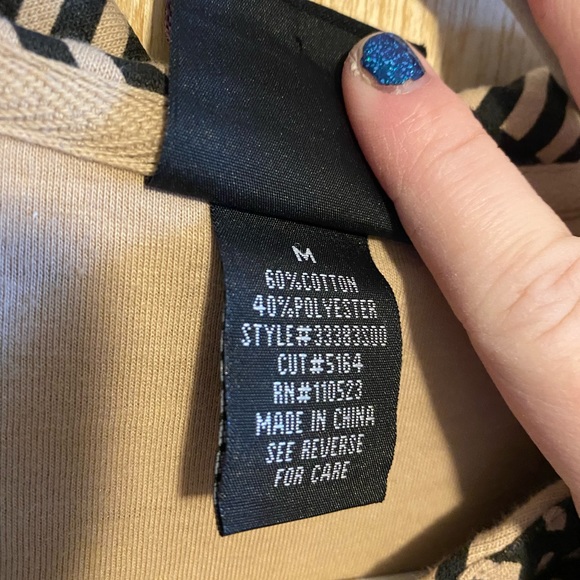 M
60%COTTON
40%POLYESTER
STYLE#33383300
CUT#5164
RN#110523
MADE IN CHINA
SEE REVERSE
FOR CARE